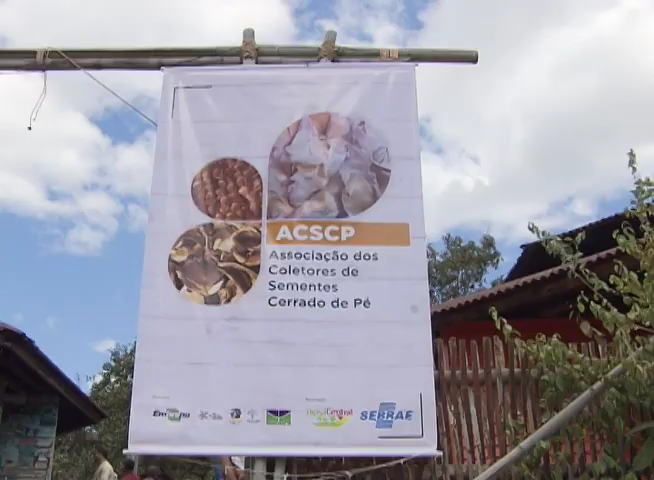 ACSCP
Associação dos
Coletores de
Sementes
Cerrado de Pé
SEBRAE